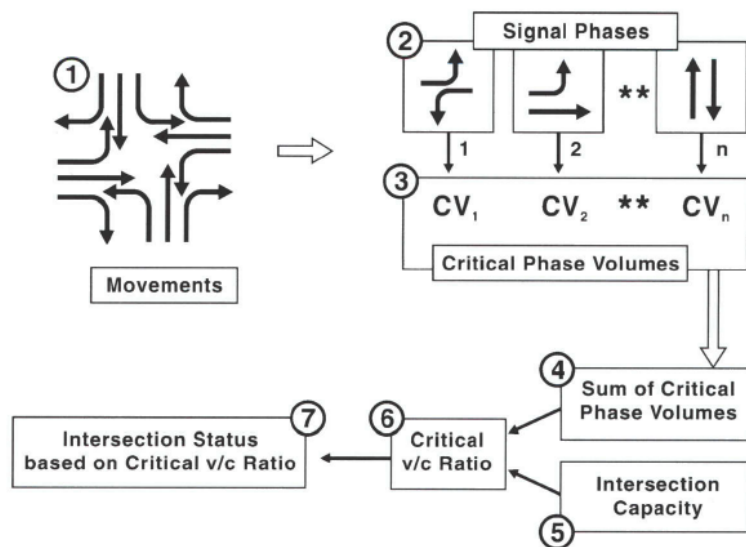 1
Movements
2
Signal Phases
**
1
2
n
3
CV1
CV2
**
CVn
Critical Phase Volumes
4
Sum of Critical
Phase Volumes
7
Intersection Status
based on Critical v/c Ratio
6
Critical
v/c Ratio
Intersection
Capacity
5